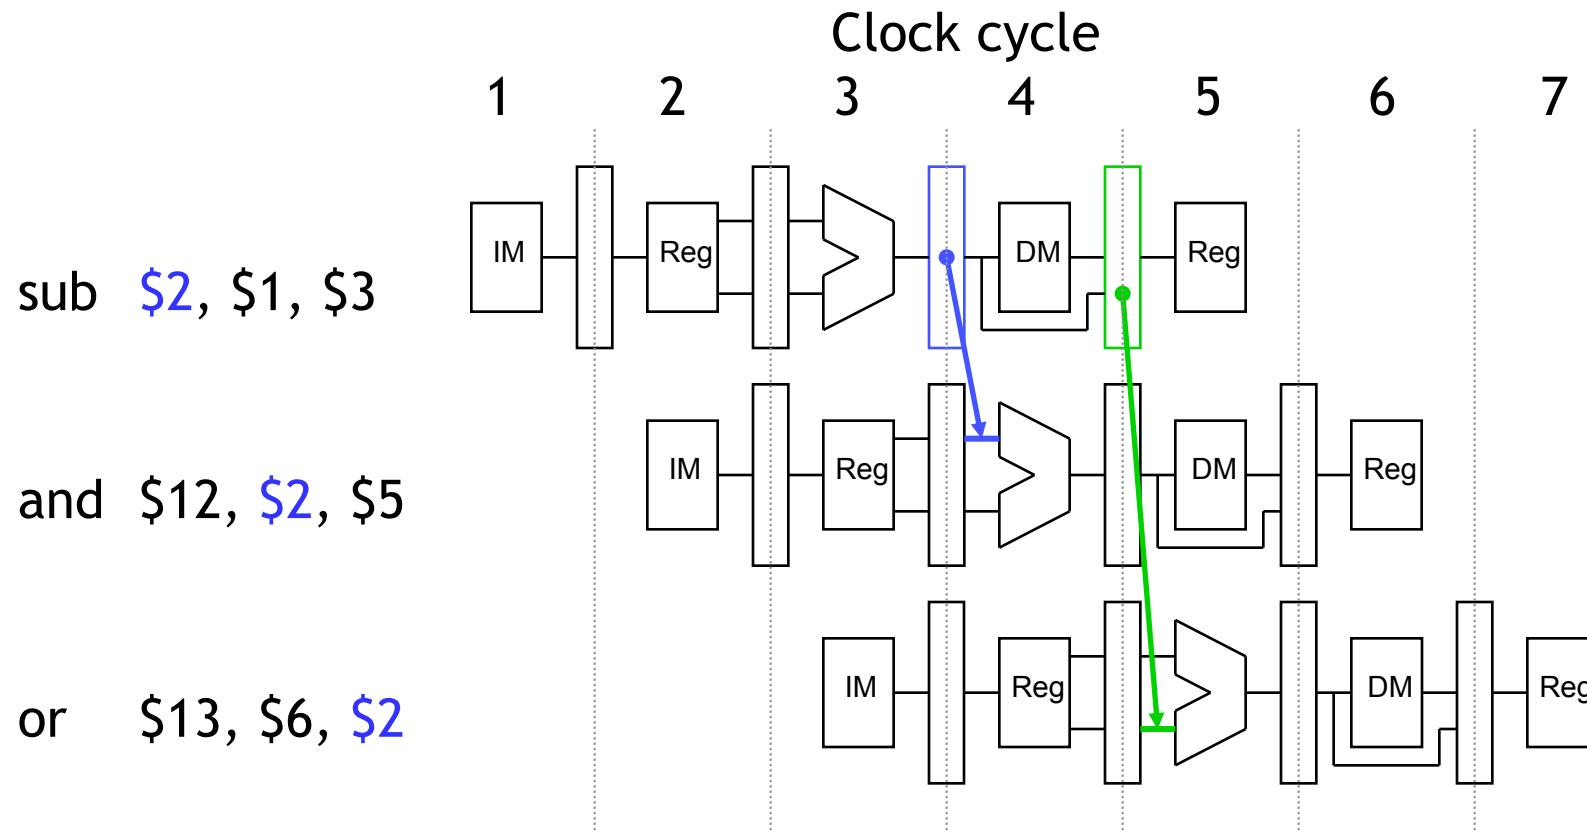 Clock cycle
1 2 3 4 5 6 7
IM Reg DM Reg
sub $2, $1, $3
IM Reg DM Reg
and $12, $2, $5
IM Reg DM Reg
or $13, $6, $2